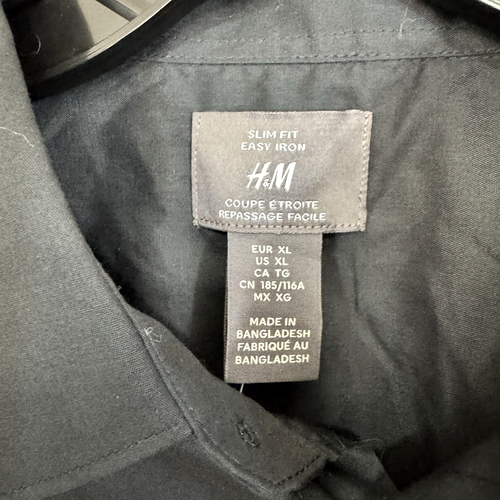 SLIM FIT
EASY IRON
H&M
COUPE ÉTROITE
REPASSAGE FACILE
EUR XL
US XL
CA TG
CN 185/116A
MX XG
MADE IN
BANGLADESH
FABRIQUÉ AU
BANGLADESH